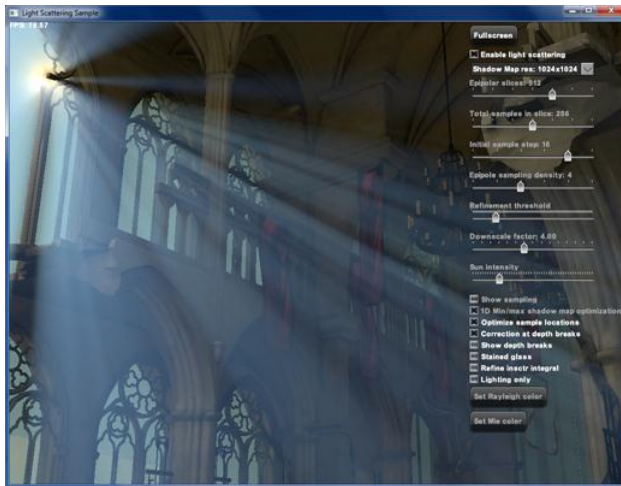 Light Scattering Sample
FPS: 78.57
Fullscreen
Enable light scattering
Shadow Map res: 1024x1024
Epipolar slices: 512
Total samples in slice: 256
Initial sample step: 16
Epipole sampling density: 4
Refinement threshold
Downscale factor: 4.00
Sun intensity
Show sampling
1D Min/max shadow map optimization
Optimize sample locations
Correction at depth breaks
Show depth breaks
Stained glass
Refine insctr integral
Lighting only
Set Rayleigh color
Set Mie color